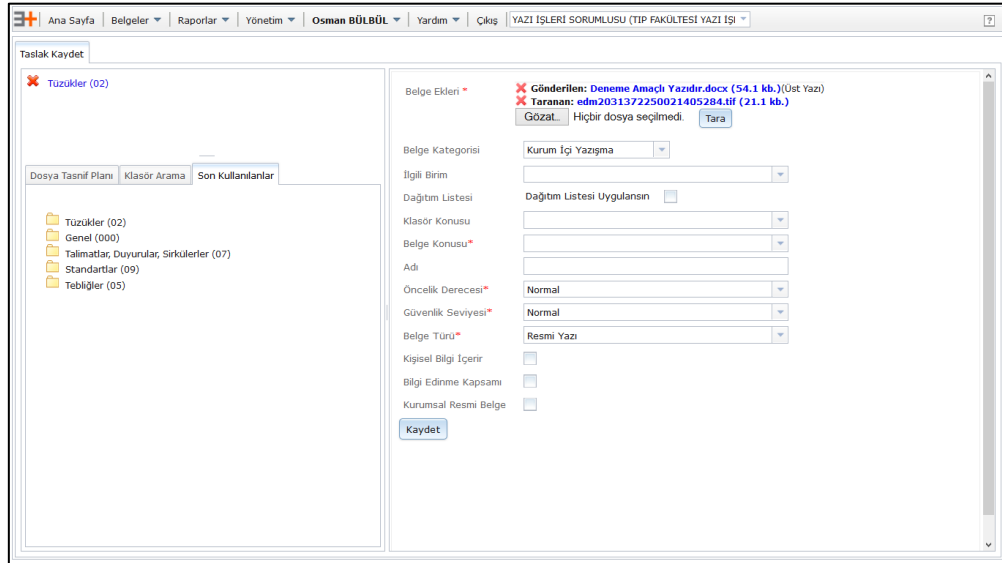 Ana Sayfa Belgeler Raporlar Yönetim Osman BÜLBÜL Yardım Çıkış YAZI İŞLERİ SORUMLUSU (TIP FAKÜLTESİ YAZI İŞI ?
Taslak Kaydet
Tüzükler (02)
Dosya Tasnif Planı Klasör Arama Son Kullanılanlar
Tüzükler (02)
Genel (000)
Talimatlar, Duyurular, Sirkülerler (07)
Standartlar (09)
Tebliğler (05)
Belge Ekleri * Gönderilen: Deneme Amaçlı Yazıdır.docx (54.1 kb.)(Üst Yazı)
Taranan: edm2031372250021405284.tif (21.1 kb.)
Gözat... Hiçbir dosya seçilmedi. Tara
Belge Kategorisi Kurum İçi Yazışma
İlgili Birim
Dağıtım Listesi Dağıtım Listesi Uygulansın
Klasör Konusu
Belge Konusu*
Adı
Öncelik Derecesi* Normal
Güvenlik Seviyesi* Normal
Belge Türü* Resmi Yazı
Kişisel Bilgi İçerir
Bilgi Edinme Kapsamı
Kurumsal Resmi Belge
Kaydet